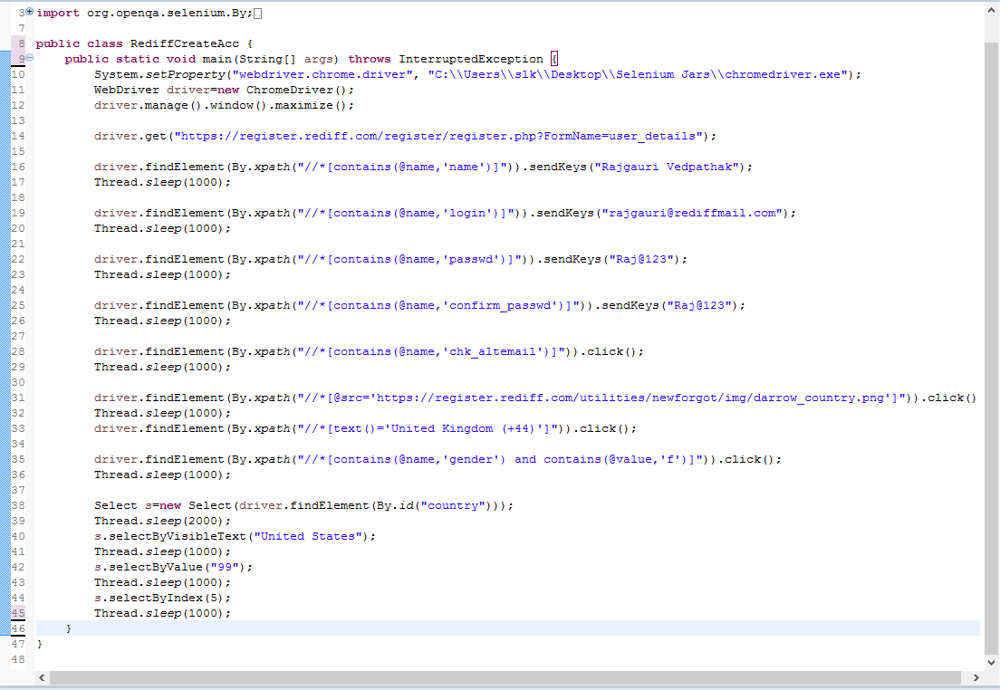 3 import org.openqa.selenium.By;
7
8 public class RediffCreateAcc {
9 public static void main(String[] args) throws InterruptedException {
10 System.setProperty("webdriver.chrome.driver", "C:\\Users\\slk\\Desktop\\Selenium Jars\\chromedriver.exe");
11 WebDriver driver=new ChromeDriver();
12 driver.manage().window().maximize();
13
14 driver.get("https://register.rediff.com/register/register.php?FormName=user_details");
15
16 driver.findElement(By.xpath("//*[contains(@name,'name')]")).sendKeys("Rajgauri Vedpathak");
17 Thread.sleep(1000);
18
19 driver.findElement(By.xpath("//*[contains(@name,'login')]")).sendKeys("rajgauri@rediffmail.com");
20 Thread.sleep(1000);
21
22 driver.findElement(By.xpath("//*[contains(@name,'passwd')]")).sendKeys("Raj@123");
23 Thread.sleep(1000);
24
25 driver.findElement(By.xpath("//*[contains(@name,'confirm_passwd')]")).sendKeys("Raj@123");
26 Thread.sleep(1000);
27
28 driver.findElement(By.xpath("//*[contains(@name,'chk_altemail')]")).click();
29 Thread.sleep(1000);
30
31 driver.findElement(By.xpath("//*[@src='https://register.rediff.com/utilities/newforgot/img/darrow_country.png']")).click()
32 Thread.sleep(1000);
33 driver.findElement(By.xpath("//*[text()='United Kingdom (+44)']")).click();
34
35 driver.findElement(By.xpath("//*[contains(@name,'gender') and contains(@value,'f')]")).click();
36 Thread.sleep(1000);
37
38 Select s=new Select(driver.findElement(By.id("country")));
39 Thread.sleep(2000);
40 s.selectByVisibleText("United States");
41 Thread.sleep(1000);
42 s.selectByValue("99");
43 Thread.sleep(1000);
44 s.selectByIndex(5);
45 Thread.sleep(1000);
46 }
47 }
48